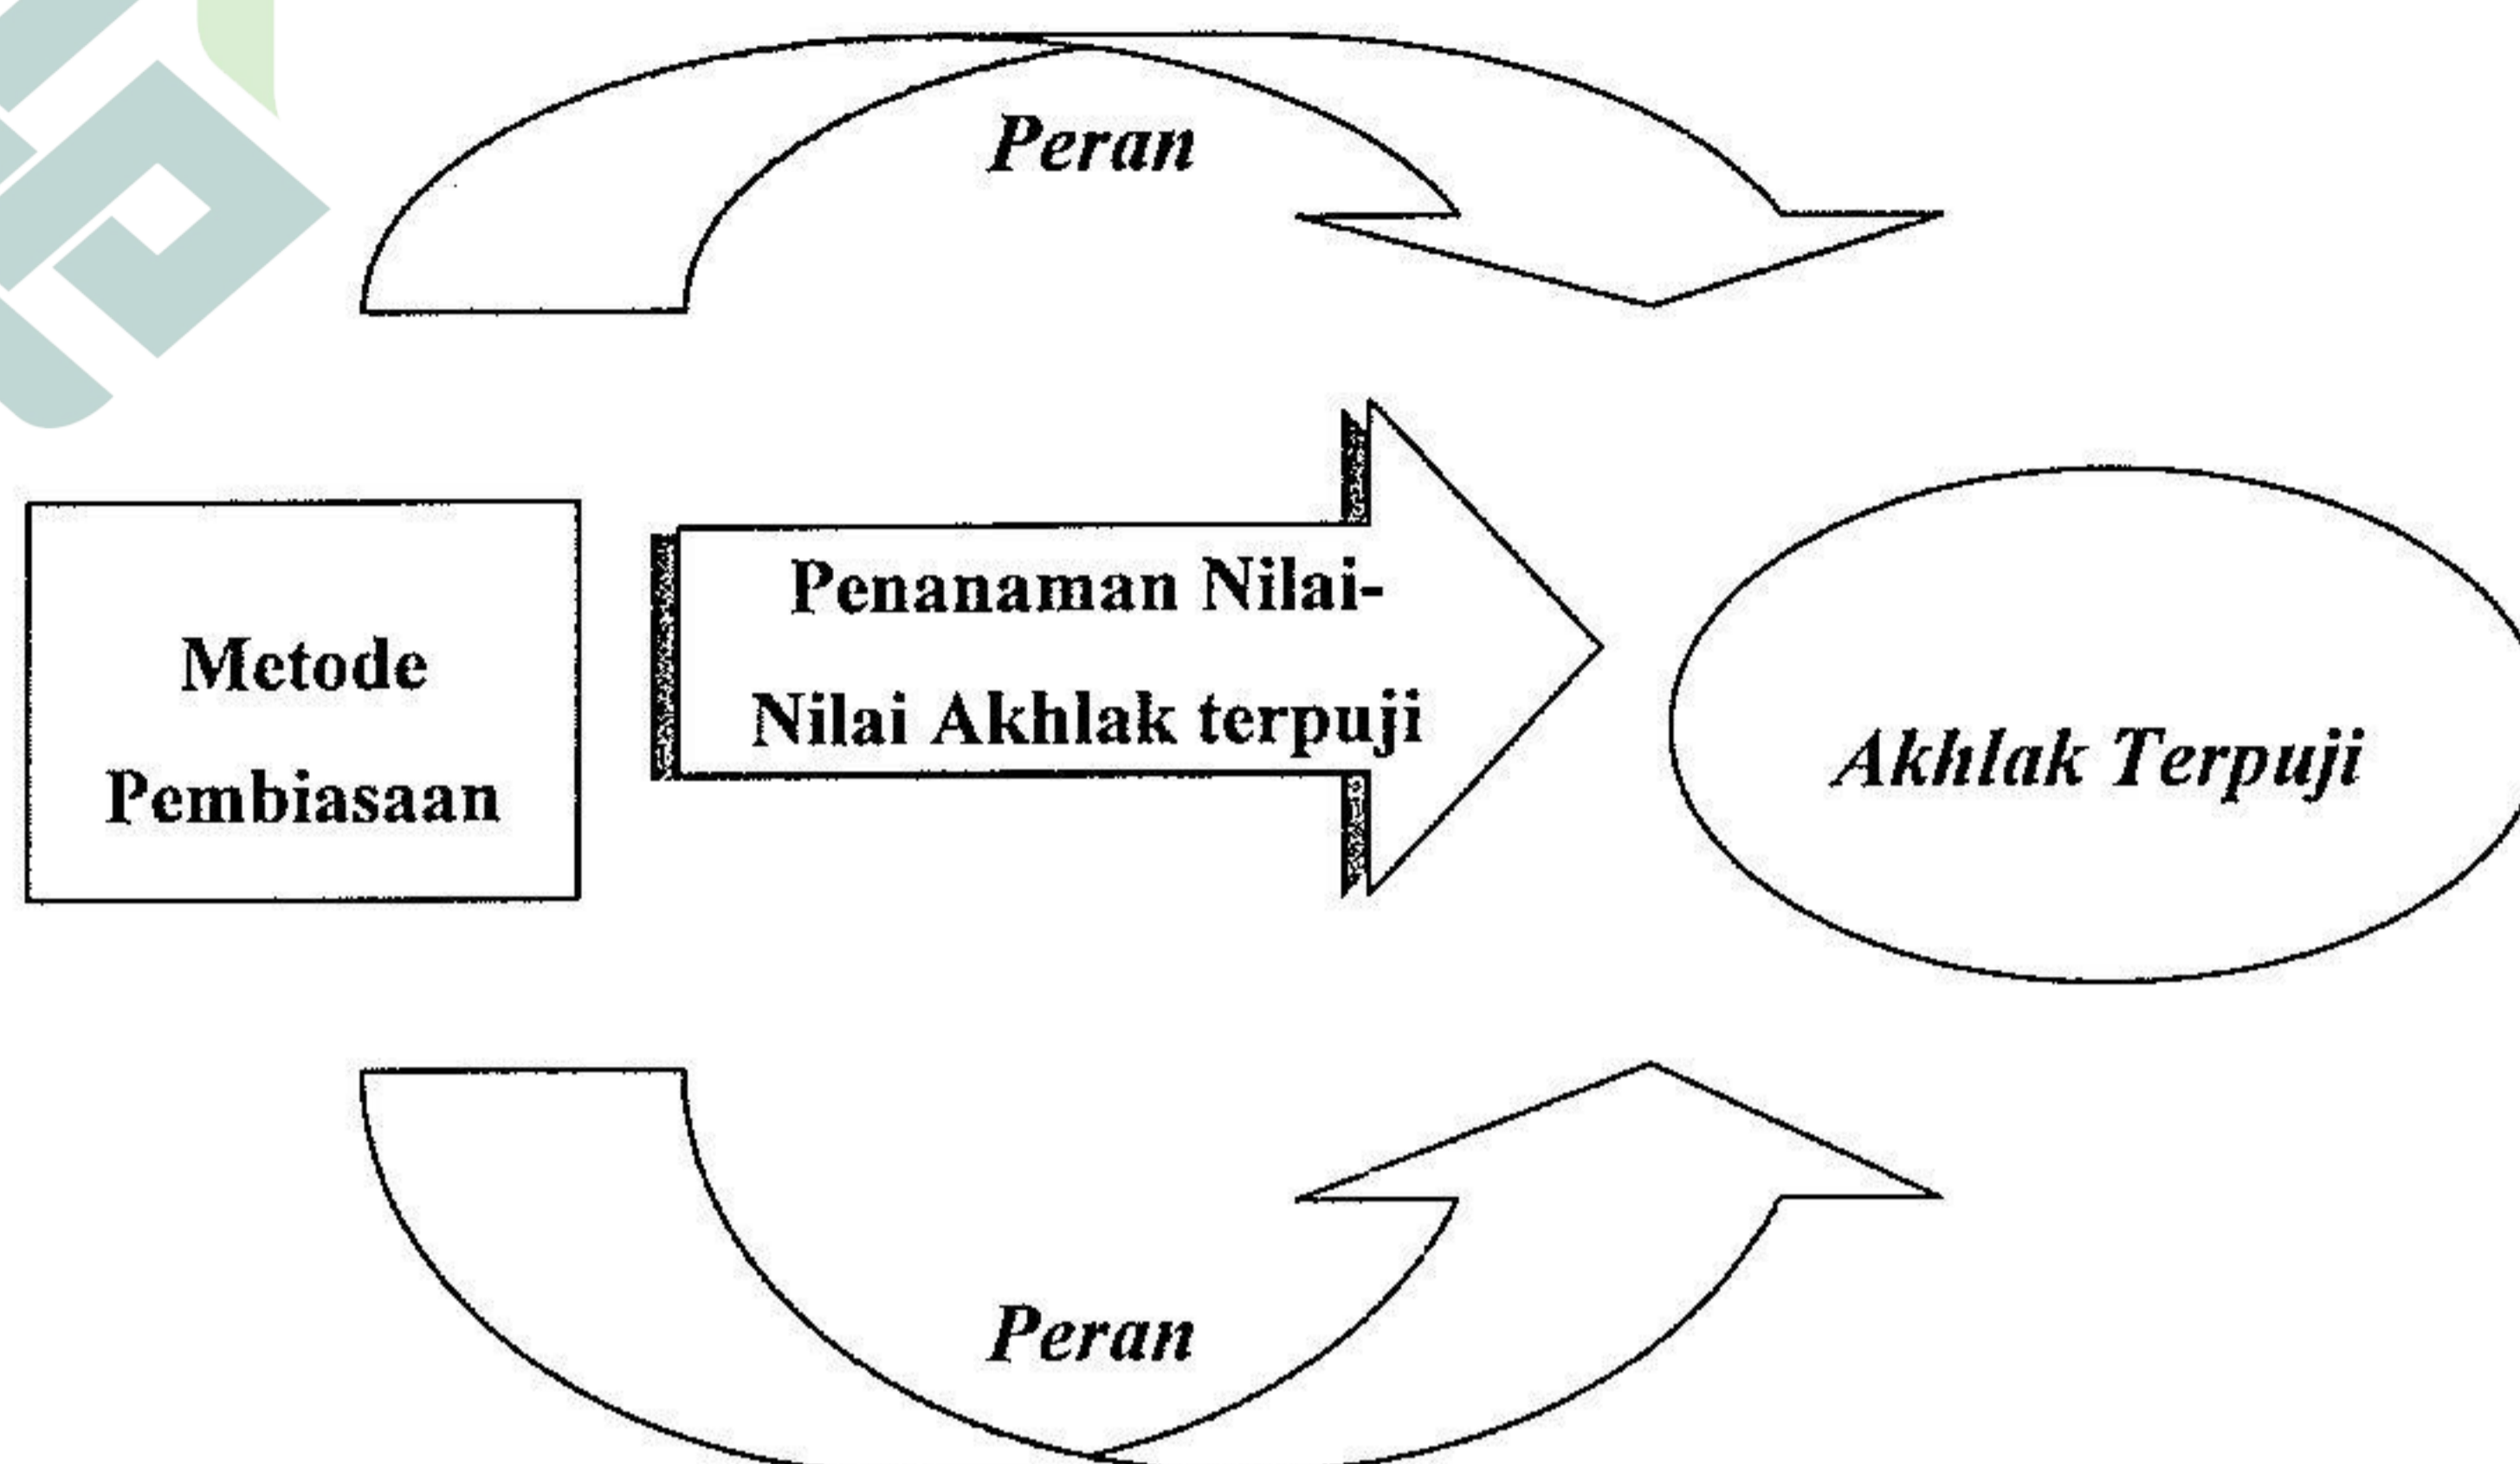 Peran
Metode
Pembiasaan
Penanaman Nilai-
Nilai Akhlak terpuji
Akhlak Terpuji
Peran